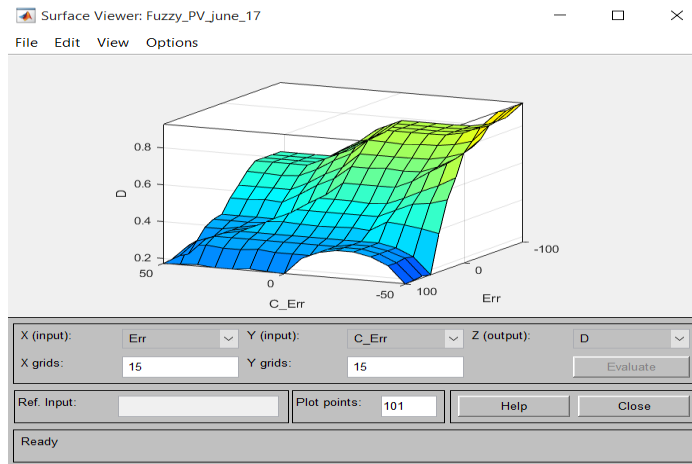 Surface Viewer: Fuzzy_PV_june_17
File Edit View Options
0.8
0.6
0.4
0.2
D
50
0
-50
C_Err
100
0
-100
Err
X (input): Err Y (input): C_Err Z (output): D
X grids: 15 Y grids: 15 Evaluate
Ref. Input: Plot points: 101 Help Close
Ready